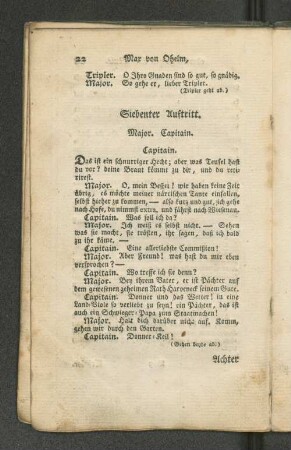 22 Max von Ohelm,
Tripler. O Ihro Gnaden sind so gut, so gnädig.
Major. So gehe er, lieber Tripler.
(Tripler geht ab.)
Siebenter Auftritt.
Major. Capitain.
Capitain.
Das ist ein schnurriger Hecht; aber was Teufel hast
du vor? deine Braut kömmt zu dir, und du
reisest.
Major. O, mein Bester! wir haben keine Zeit
übrig, es möchte meiner närrischen Tante einfallen,
selbst hieher zu kommen, — also kurz und gut, ich gehe
nach Hofe, du nimmst extra, und fährst nach Wiesenau.
Capitain. Was soll ich da?
Major. Ich weiß es selbst nicht. — Sehen
was sie macht, sie trösten, ihr sagen, daß ich bald
zu ihr käme, —
Capitain. Eine allerliebste Commißion!
Major. Aber Freund! was hast du mir eben
versprochen? —
Capitain. Wo treffe ich sie denn?
Major. Bey ihrem Vater, er ist Pächter auf
dem gewesenen geheimen Rath seinem Gute.
Capitain. Donner und das Wetter! in eine
Land-Miß so verliebt zu seyn! ein Pächter, das ist
auch ein Schwieger-Papa zum Staatmachen!
Major. Halt dich darüber nicht auf. Komm,
gehen wir durch den Garten.
Capitain. Donner-Keil!
(Gehen beyde ab.)
Achter